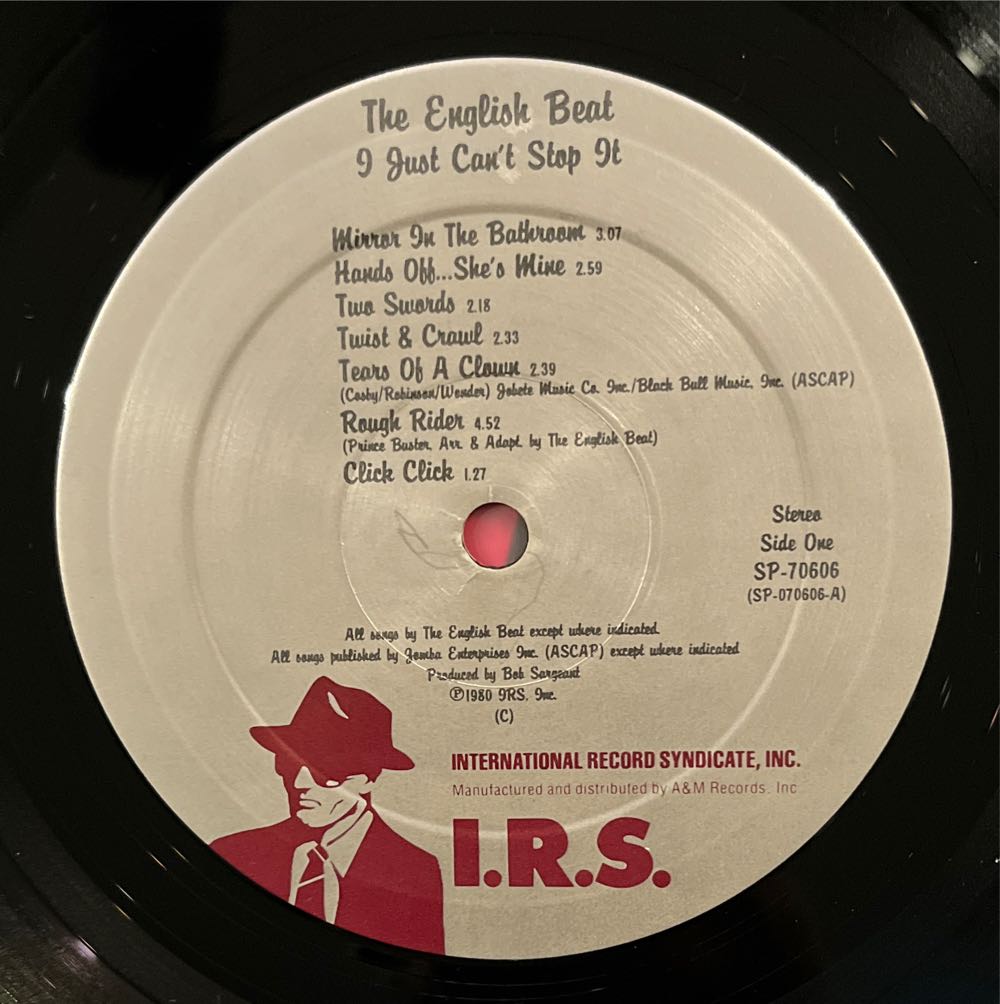 The English Beat
I Just Can't Stop It
Mirror In The Bathroom 3.07
Hands Off...She's Mine 2.59
Two Swords 2.18
Twist & Crawl 2.33
Tears Of A Clown 2.39
(Cosby/Robinson/Wonder) Jobete Music Co. Inc./Black Bull Music, Inc. (ASCAP)
Rough Rider 4.52
(Prince Buster. Arr. & Adapt. by The English Beat)
Click Click 1.27
Stereo
Side One
SP-70606
(SP-070606-A)
All songs by The English Beat except where indicated
All songs published by Zomba Enterprises Inc. (ASCAP) except where indicated
Produced by Bob Sargeant
℗1980 IRS, Inc.
(C)
INTERNATIONAL RECORD SYNDICATE, INC.
Manufactured and distributed by A&M Records, Inc
I.R.S.